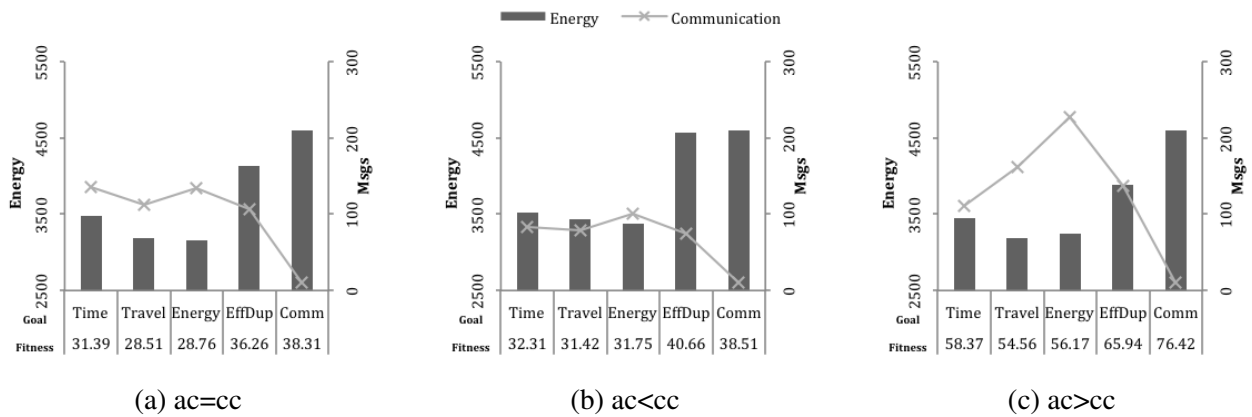 Energy Communication
5500 4500 3500 2500
Energy
300 200 100 0
Msgs
Goal Time Travel Energy EffDup Comm
Fitness 31.39 28.51 28.76 36.26 38.31
(a) ac=cc
5500 4500 3500 2500
Energy
300 200 100 0
Msgs
Goal Time Travel Energy EffDup Comm
Fitness 32.31 31.42 31.75 40.66 38.51
(b) ac<cc
5500 4500 3500 2500
Energy
300 200 100 0
Msgs
Goal Time Travel Energy EffDup Comm
Fitness 58.37 54.56 56.17 65.94 76.42
(c) ac>cc